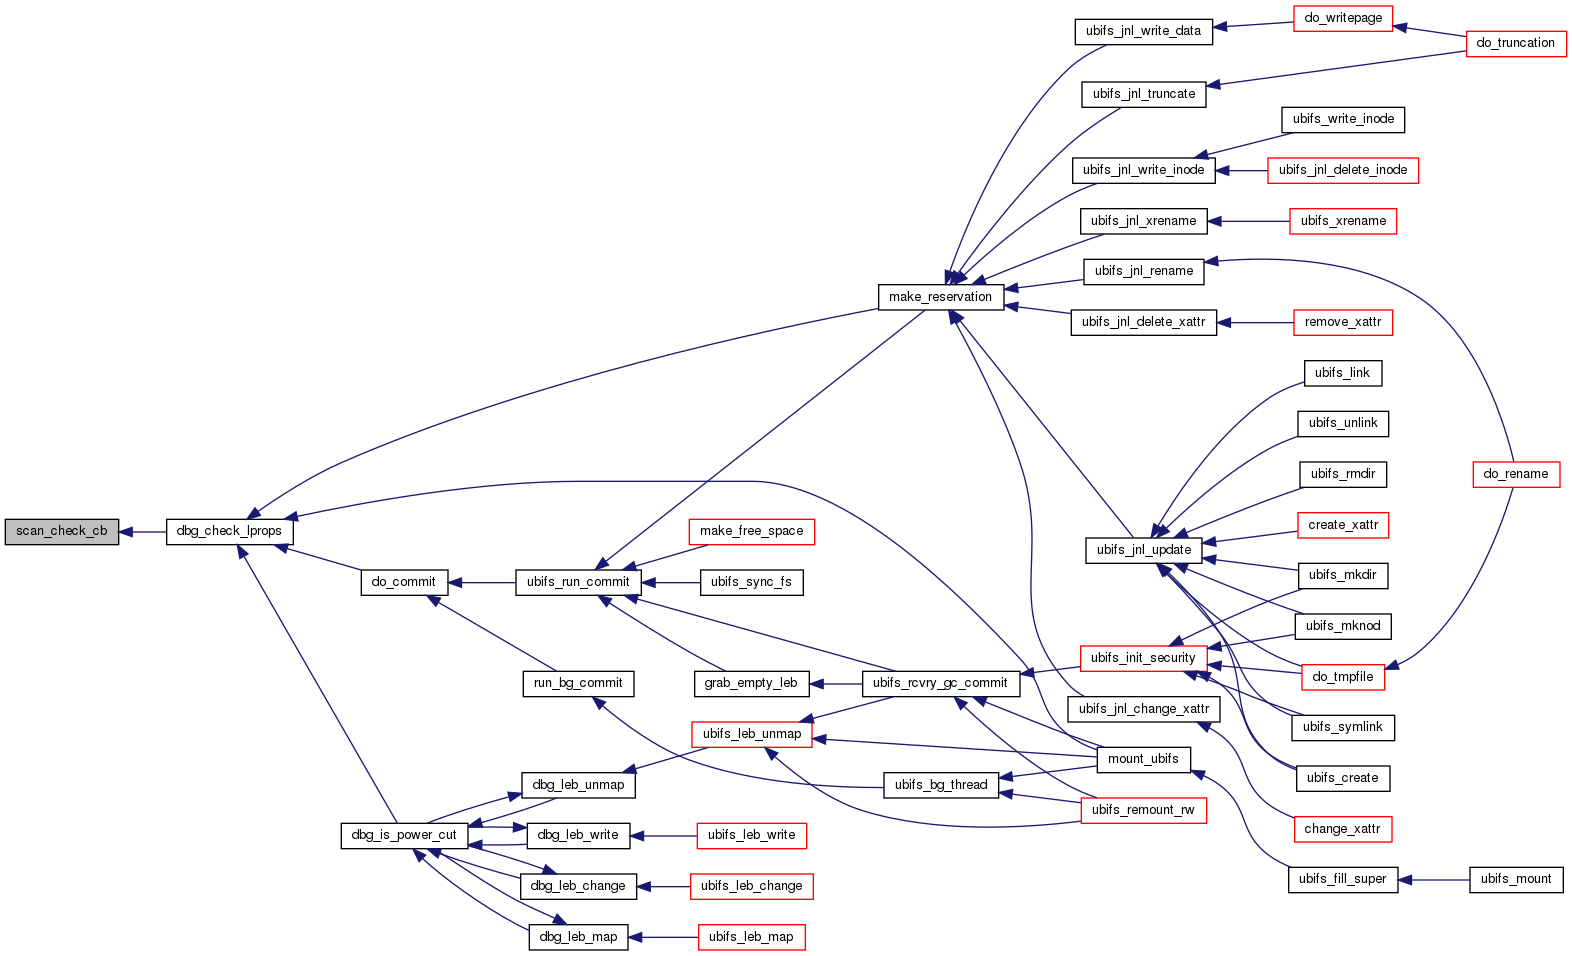 scan_check_cb
dbg_check_lprops
do_commit
dbg_is_power_cut
ubifs_run_commit
run_bg_commit
dbg_leb_unmap
dbg_leb_write
dbg_leb_change
dbg_leb_map
make_free_space
ubifs_sync_fs
grab_empty_leb
ubifs_leb_unmap
ubifs_leb_write
ubifs_leb_change
ubifs_leb_map
make_reservation
ubifs_rcvry_gc_commit
ubifs_bg_thread
ubifs_jnl_write_data
ubifs_jnl_truncate
ubifs_jnl_write_inode
ubifs_jnl_xrename
ubifs_jnl_rename
ubifs_jnl_delete_xattr
ubifs_jnl_update
ubifs_init_security
ubifs_jnl_change_xattr
mount_ubifs
ubifs_remount_rw
do_writepage
ubifs_write_inode
ubifs_jnl_delete_inode
ubifs_xrename
remove_xattr
ubifs_link
ubifs_unlink
ubifs_rmdir
create_xattr
ubifs_mkdir
ubifs_mknod
do_tmpfile
ubifs_symlink
ubifs_create
change_xattr
ubifs_fill_super
do_truncation
do_rename
ubifs_mount